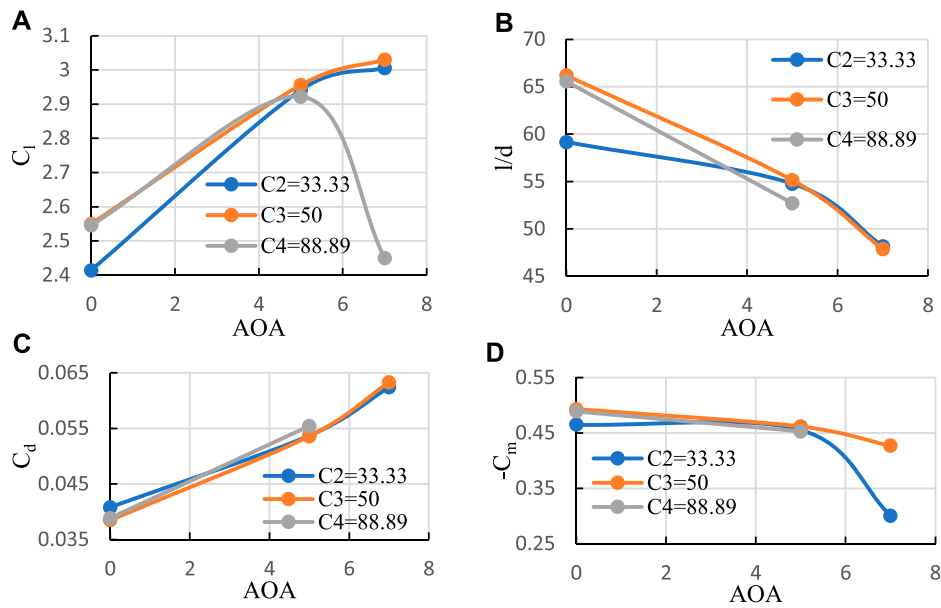 A
3.1
3
2.9
2.8
2.7
2.6
2.5
2.4
C_l
C2=33.33
C3=50
C4=88.89
0 2 4 6 8
AOA
B
70
65
60
55
50
45
l/d
C2=33.33
C3=50
C4=88.89
0 2 4 6 8
AOA
C
0.065
0.055
0.045
0.035
C_d
C2=33.33
C3=50
C4=88.89
0 2 4 6 8
AOA
D
0.55
0.45
0.35
0.25
-C_m
C2=33.33
C3=50
C4=88.89
0 2 4 6 8
AOA